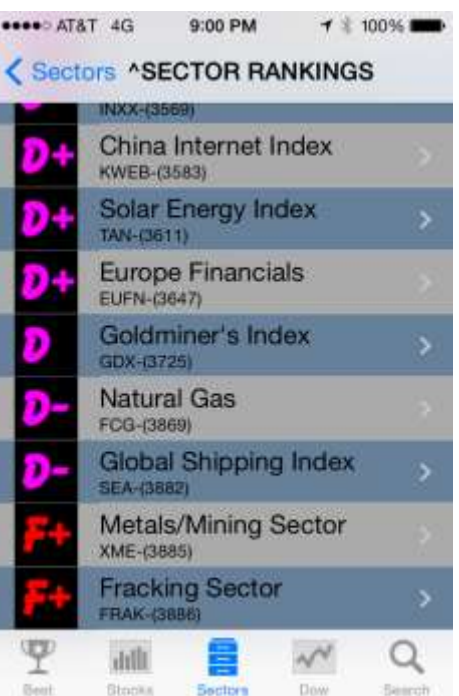 AT&T 4G 9:00 PM 100%
Sectors ^SECTOR RANKINGS
INXX-(3569)
D+ China Internet Index
KWEB-(3583)
D+ Solar Energy Index
TAN-(3611)
D+ Europe Financials
EUFN-(3647)
D Goldminer's Index
GDX-(3725)
D- Natural Gas
FCG-(3869)
D- Global Shipping Index
SEA-(3882)
F+ Metals/Mining Sector
XME-(3885)
F+ Fracking Sector
FRAK-(3886)
Best Stocks Sectors Dow Search